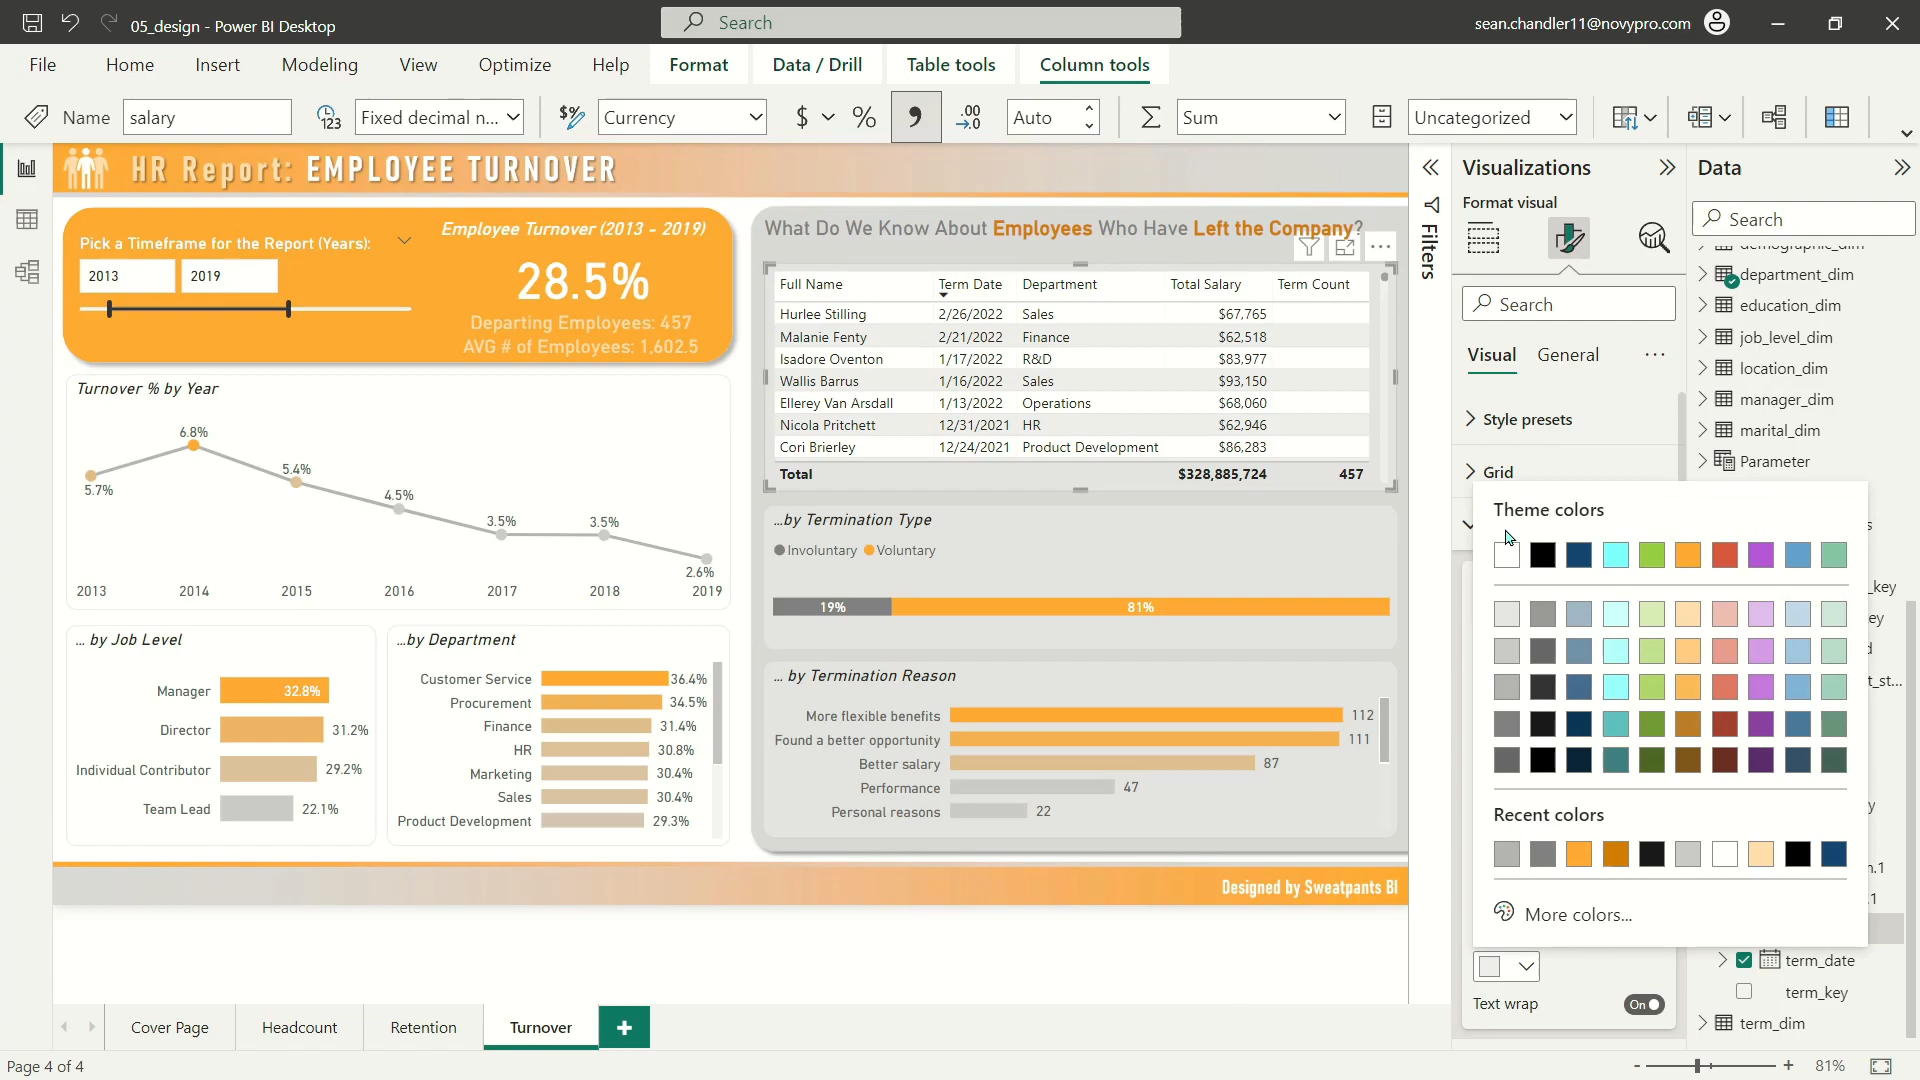 05_design - Power BI Desktop
Search
sean.chandler11@novypro.com
File
Home
Insert
Modeling
View
Optimize
Help
Format
Data / Drill
Table tools
Column tools
Name
salary
Fixed decimal n...
Currency
Auto
Sum
Uncategorized
HR Report: EMPLOYEE TURNOVER
Pick a Timeframe for the Report (Years):
2013
2019
Employee Turnover (2013 - 2019)
28.5%
Departing Employees: 457
AVG # of Employees: 1,602.5
Turnover % by Year
6.8%
5.7%
5.4%
4.5%
3.5%
3.5%
2.6%
2013 2014 2015 2016 2017 2018 2019
... by Job Level
Manager 32.8%
Director 31.2%
Individual Contributor 29.2%
Team Lead 22.1%
...by Department
Customer Service 36.4%
Procurement 34.5%
Finance 31.4%
HR 30.8%
Marketing 30.4%
Sales 30.4%
Product Development 29.3%
What Do We Know About Employees Who Have Left the Company?
Full Name Term Date Department Total Salary Term Count
Hurlee Stilling 2/26/2022 Sales $67,765
Malanie Fenty 2/21/2022 Finance $62,518
Isadore Oventon 1/17/2022 R&D $83,977
Wallis Barrus 1/16/2022 Sales $93,150
Ellerey Van Arsdall 1/13/2022 Operations $68,060
Nicola Pritchett 12/31/2021 HR $62,946
Cori Brierley 12/24/2021 Product Development $86,283
Total $328,885,724 457
...by Termination Type
Involuntary Voluntary
19% 81%
... by Termination Reason
More flexible benefits 112
Found a better opportunity 111
Better salary 87
Performance 47
Personal reasons 22
Designed by Sweatpants BI
Filters
Visualizations
Format visual
Search
Visual
General
Style presets
Grid
Theme colors
Recent colors
More colors...
Text wrap
On
Data
Search
department_dim
education_dim
job_level_dim
location_dim
manager_dim
marital_dim
Parameter
_key
term_date
term_key
term_dim
Cover Page
Headcount
Retention
Turnover
Page 4 of 4
81%